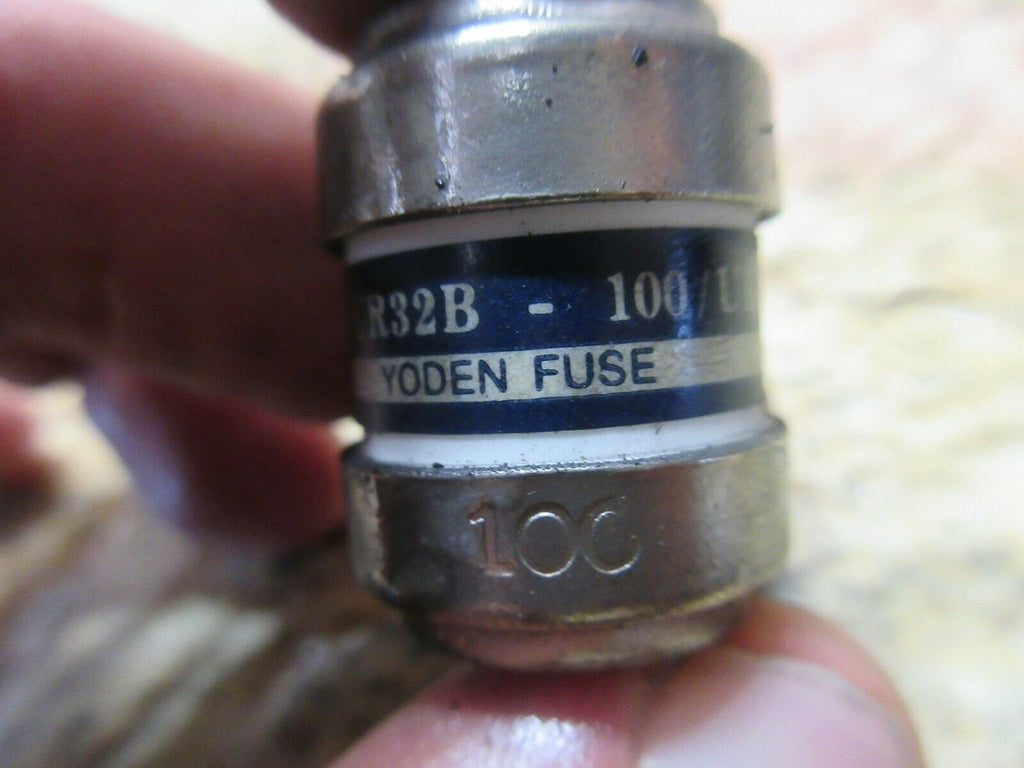 R32B - 100/U
YODEN FUSE
100